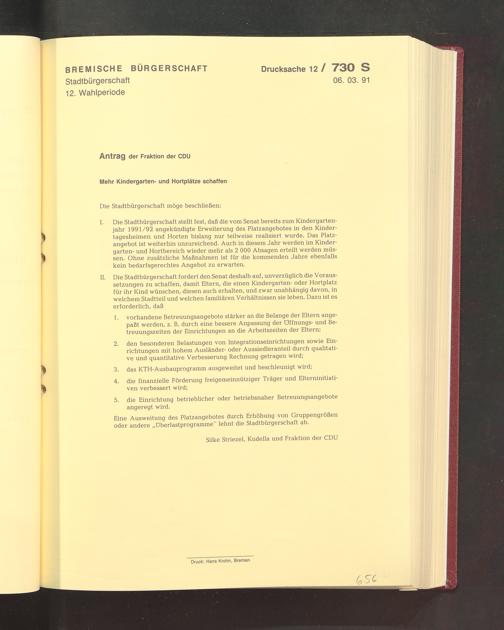 BREMISCHE BÜRGERSCHAFT
Stadtbürgerschaft
12. Wahlperiode
Drucksache 12 / 730 S
06. 03. 91
Antrag der Fraktion der CDU
Mehr Kindergarten- und Hortplätze schaffen
Die Stadtbürgerschaft möge beschließen:
I. Die Stadtbürgerschaft stellt fest, daß die vom Senat bereits zum Kindergarten-
jahr 1991/92 angekündigte Erweiterung des Platzangebotes in den Kinder-
tagesheimen und Horten bislang nur teilweise realisiert wurde. Das Platz-
angebot ist weiterhin unzureichend. Auch in diesem Jahr werden im Kinder-
garten- und Hortbereich wieder mehr als 2 000 Absagen erteilt werden müs-
sen. Ohne zusätzliche Maßnahmen ist für die kommenden Jahre ebenfalls
kein bedarfsgerechtes Angebot zu erwarten.
II. Die Stadtbürgerschaft fordert den Senat deshalb auf, unverzüglich die Voraus-
setzungen zu schaffen, damit Eltern, die einen Kindergarten- oder Hortplatz
für ihr Kind wünschen, diesen auch erhalten, und zwar unabhängig davon, in
welchem Stadtteil und welchen familiären Verhältnissen sie leben. Dazu ist es
erforderlich, daß
1. vorhandene Betreuungsangebote stärker an die Belange der Eltern ange-
paßt werden, z. B. durch eine bessere Anpassung der Öffnungs- und Be-
treuungszeiten der Einrichtungen an die Arbeitszeiten der Eltern;
2. den besonderen Belastungen von Integrationseinrichtungen sowie Ein-
richtungen mit hohem Ausländer- oder Aussiedleranteil durch qualitati-
ve und quantitative Verbesserung Rechnung getragen wird;
3. das KTH-Ausbauprogramm ausgeweitet und beschleunigt wird;
4. die finanzielle Förderung freigemeinnütziger Träger und Elterninitiati-
ven verbessert wird;
5. die Einrichtung betrieblicher oder betriebsnaher Betreuungsangebote
angeregt wird.
Eine Ausweitung des Platzangebotes durch Erhöhung von Gruppengrößen
oder andere „Überlastprogramme" lehnt die Stadtbürgerschaft ab.
Silke Striezel, Kudella und Fraktion der CDU
Druck: Hans Krohn, Bremen
656